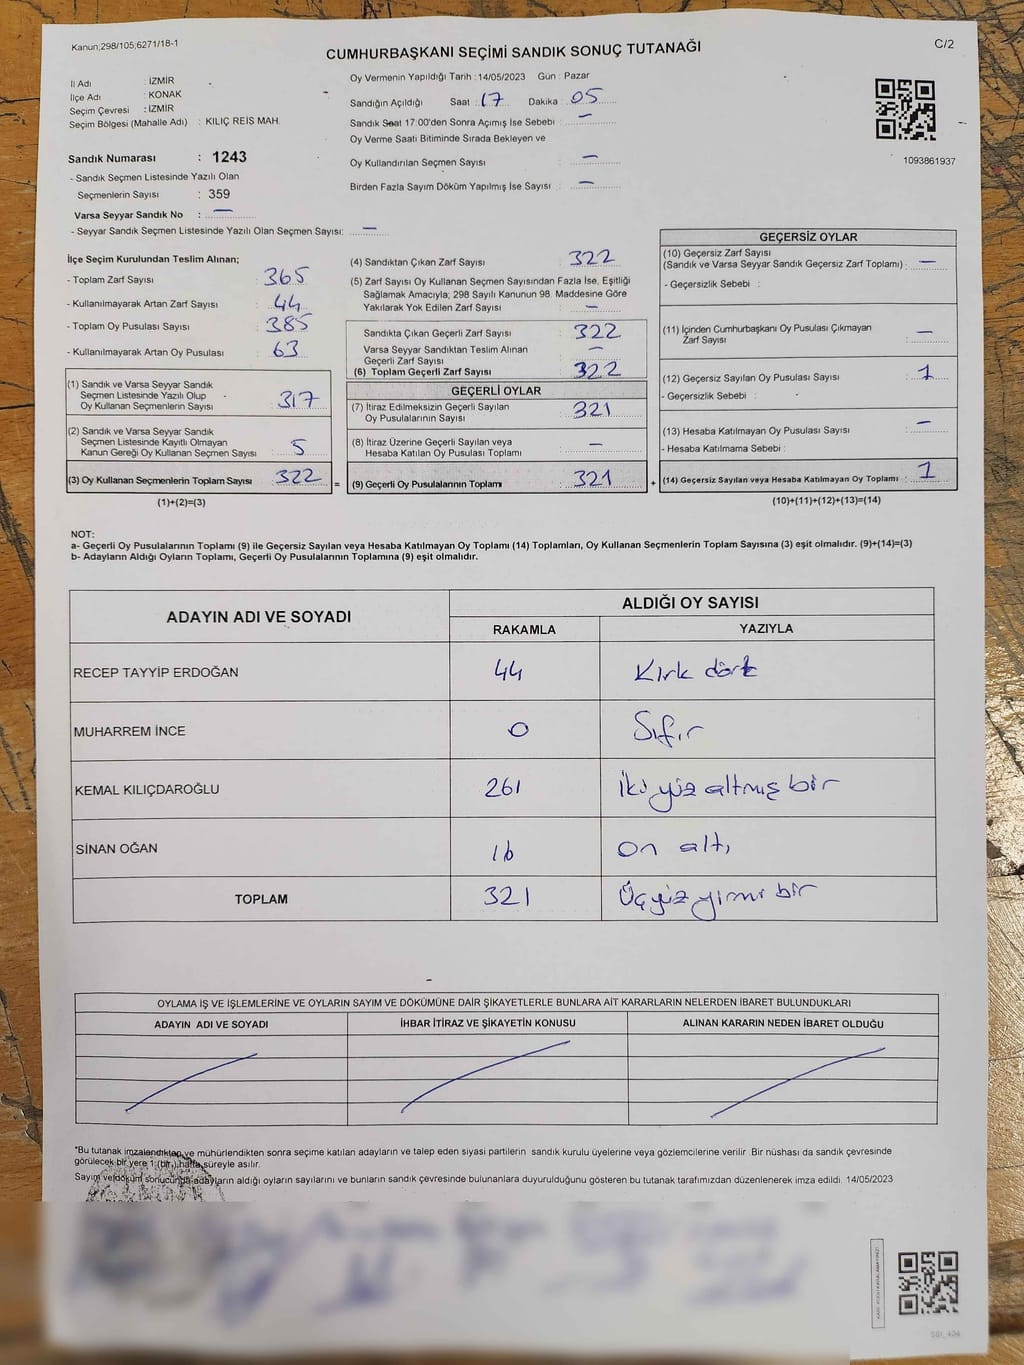 Kanun;298/105;6271/18-1
C/2
CUMHURBAŞKANI SEÇİMİ SANDIK SONUÇ TUTANAĞI
İl Adı : İZMİR
İlçe Adı : KONAK
Seçim Çevresi : İZMİR
Seçim Bölgesi (Mahalle Adı) : KILIÇ REİS MAH.
Oy Vermenin Yapıldığı Tarih : 14/05/2023 Gün : Pazar
Sandığın Açıldığı Saat : 17 Dakika : 05
Sandık Saat 17:00'den Sonra Açımış İse Sebebi : —
Oy Verme Saati Bitiminde Sırada Bekleyen ve
Oy Kullandırılan Seçmen Sayısı —
Birden Fazla Sayım Döküm Yapılmış İse Sayısı : —
1093861937
Sandık Numarası : 1243
- Sandık Seçmen Listesinde Yazılı Olan
Seçmenlerin Sayısı : 359
Varsa Seyyar Sandık No : —
- Seyyar Sandık Seçmen Listesinde Yazılı Olan Seçmen Sayısı: —
İlçe Seçim Kurulundan Teslim Alınan;
- Toplam Zarf Sayısı 365
- Kullanılmayarak Artan Zarf Sayısı : 44
- Toplam Oy Pusulası Sayısı : 385
- Kullanılmayarak Artan Oy Pusulası : 63
(1) Sandık ve Varsa Seyyar Sandık
Seçmen Listesinde Yazılı Olup
Oy Kullanan Seçmenlerin Sayısı : 317
(2) Sandık ve Varsa Seyyar Sandık
Seçmen Listesinde Kayıtlı Olmayan
Kanun Gereği Oy Kullanan Seçmen Sayısı : 5
(3) Oy Kullanan Seçmenlerin Toplam Sayısı : 322
(1)+(2)=(3)
=
(4) Sandıktan Çıkan Zarf Sayısı : 322
(5) Zarf Sayısı Oy Kullanan Seçmen Sayısından Fazla İse, Eşitliği
Sağlamak Amacıyla; 298 Sayılı Kanunun 98. Maddesine Göre
Yakılarak Yok Edilen Zarf Sayısı : —
Sandıkta Çıkan Geçerli Zarf Sayısı : 322
Varsa Seyyar Sandıktan Teslim Alınan
Geçerli Zarf Sayısı : —
(6) Toplam Geçerli Zarf Sayısı : 322
GEÇERLİ OYLAR
(7) İtiraz Edilmeksizin Geçerli Sayılan
Oy Pusulalarının Sayısı : 321
(8) İtiraz Üzerine Geçerli Sayılan veya
Hesaba Katılan Oy Pusulası Toplamı : —
(9) Geçerli Oy Pusulalarının Toplamı : 321
+
GEÇERSİZ OYLAR
(10) Geçersiz Zarf Sayısı
(Sandık ve Varsa Seyyar Sandık Geçersiz Zarf Toplamı) : —
- Geçersizlik Sebebi :
(11) İçinden Cumhurbaşkanı Oy Pusulası Çıkmayan
Zarf Sayısı : —
(12) Geçersiz Sayılan Oy Pusulası Sayısı : 1
- Geçersizlik Sebebi :
(13) Hesaba Katılmayan Oy Pusulası Sayısı : —
- Hesaba Katılmama Sebebi :
(14) Geçersiz Sayılan veya Hesaba Katılmayan Oy Toplamı : 1
(10)+(11)+(12)+(13)=(14)
NOT:
a- Geçerli Oy Pusulalarının Toplamı (9) ile Geçersiz Sayılan veya Hesaba Katılmayan Oy Toplamı (14) Toplamları, Oy Kullanan Seçmenlerin Toplam Sayısına (3) eşit olmalıdır. (9)+(14)=(3)
b- Adayların Aldığı Oyların Toplamı, Geçerli Oy Pusulalarının Toplamına (9) eşit olmalıdır.
ADAYIN ADI VE SOYADI
ALDIĞI OY SAYISI
RAKAMLA YAZIYLA
RECEP TAYYİP ERDOĞAN 44 Kırk dört
MUHARREM İNCE 0 Sıfır
KEMAL KILIÇDAROĞLU 261 İki yüz altmış bir
SİNAN OĞAN 16 on altı
TOPLAM 321 Üçyüz yirmi bir
OYLAMA İŞ VE İŞLEMLERİNE VE OYLARIN SAYIM VE DÖKÜMÜNE DAİR ŞİKAYETLERLE BUNLARA AİT KARARLARIN NELERDEN İBARET BULUNDUKLARI
ADAYIN ADI VE SOYADI İHBAR İTİRAZ VE ŞİKAYETİN KONUSU ALINAN KARARIN NEDEN İBARET OLDUĞU
*Bu tutanak imzalandıktan ve mühürlendikten sonra seçime katılan adayların ve talep eden siyasi partilerin sandık kurulu üyelerine veya gözlemcilerine verilir. Bir nüshası da sandık çevresinde
görülecek bir yere 1 (bir) hafta süreyle asılır.
Sayım ve döküm sonucunda adayların aldığı oyların sayılarını ve bunların sandık çevresinde bulunanlara duyurulduğunu gösteren bu tutanak tarafımızdan düzenlenerek imza edildi. 14/05/2023